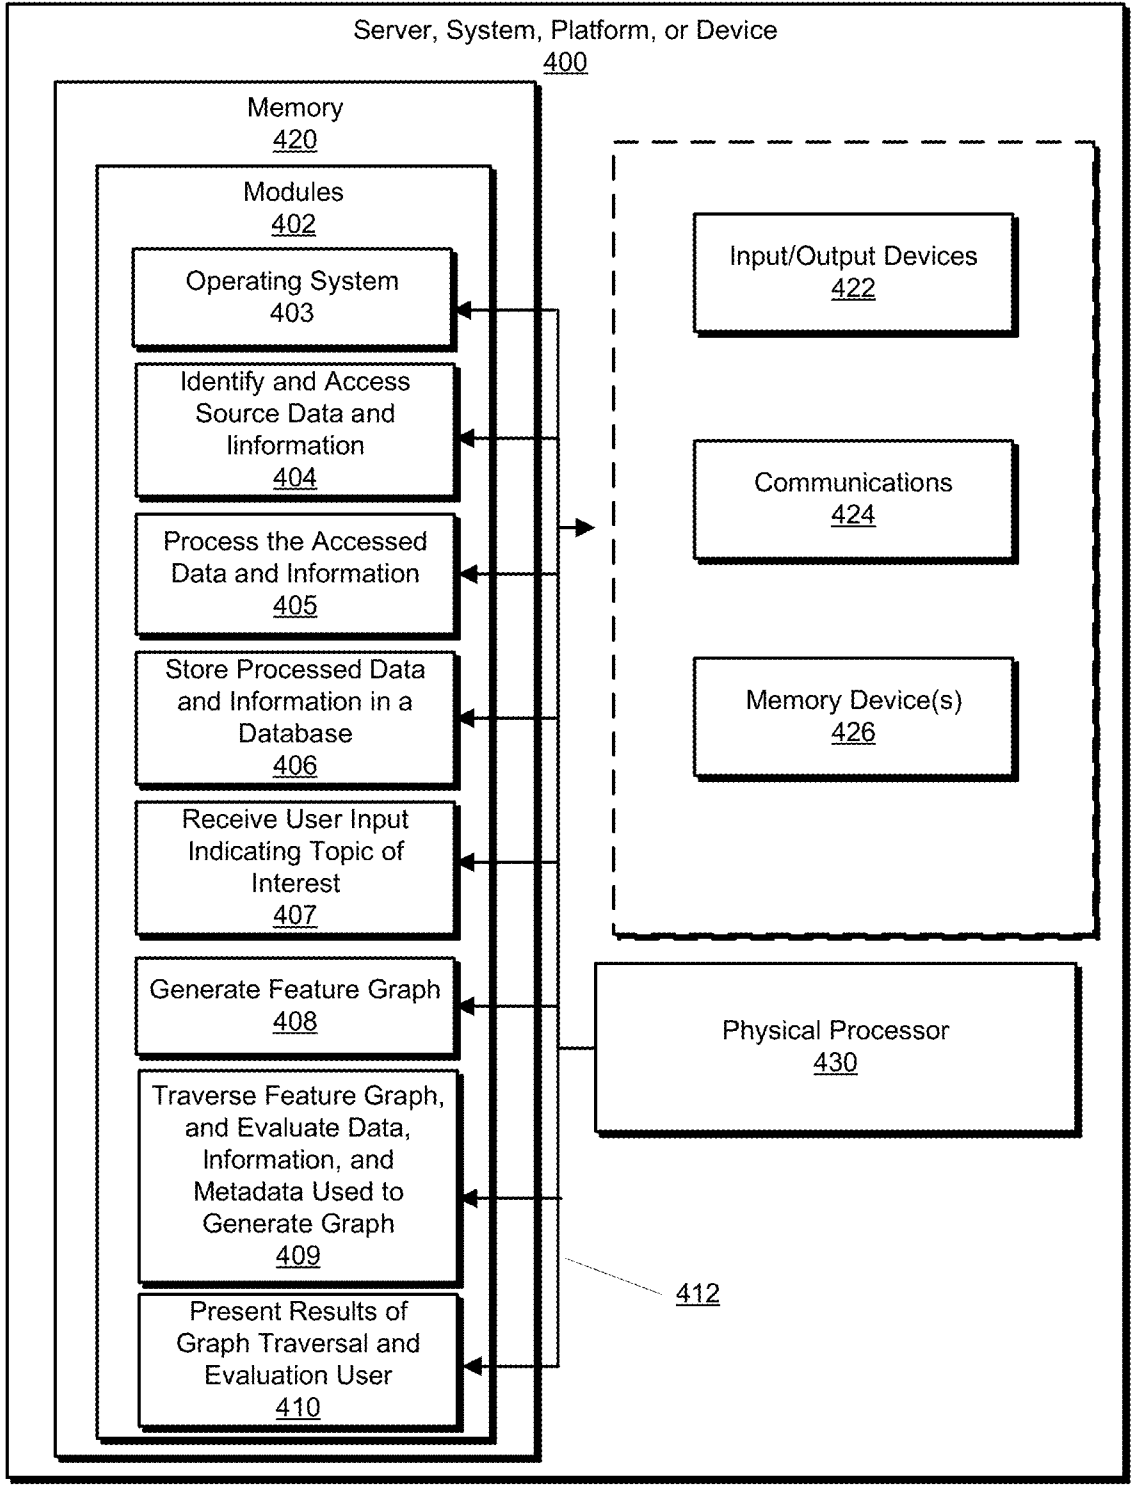 Server, System, Platform, or Device
400
Memory
420
Modules
402
Operating System
403
Identify and Access
Source Data and
Iinformation
404
Process the Accessed
Data and Information
405
Store Processed Data
and Information in a
Database
406
Receive User Input
Indicating Topic of
Interest
407
Generate Feature Graph
408
Traverse Feature Graph,
and Evaluate Data,
Information, and
Metadata Used to
Generate Graph
409
Present Results of
Graph Traversal and
Evaluation User
410
Input/Output Devices
422
Communications
424
Memory Device(s)
426
Physical Processor
430
412